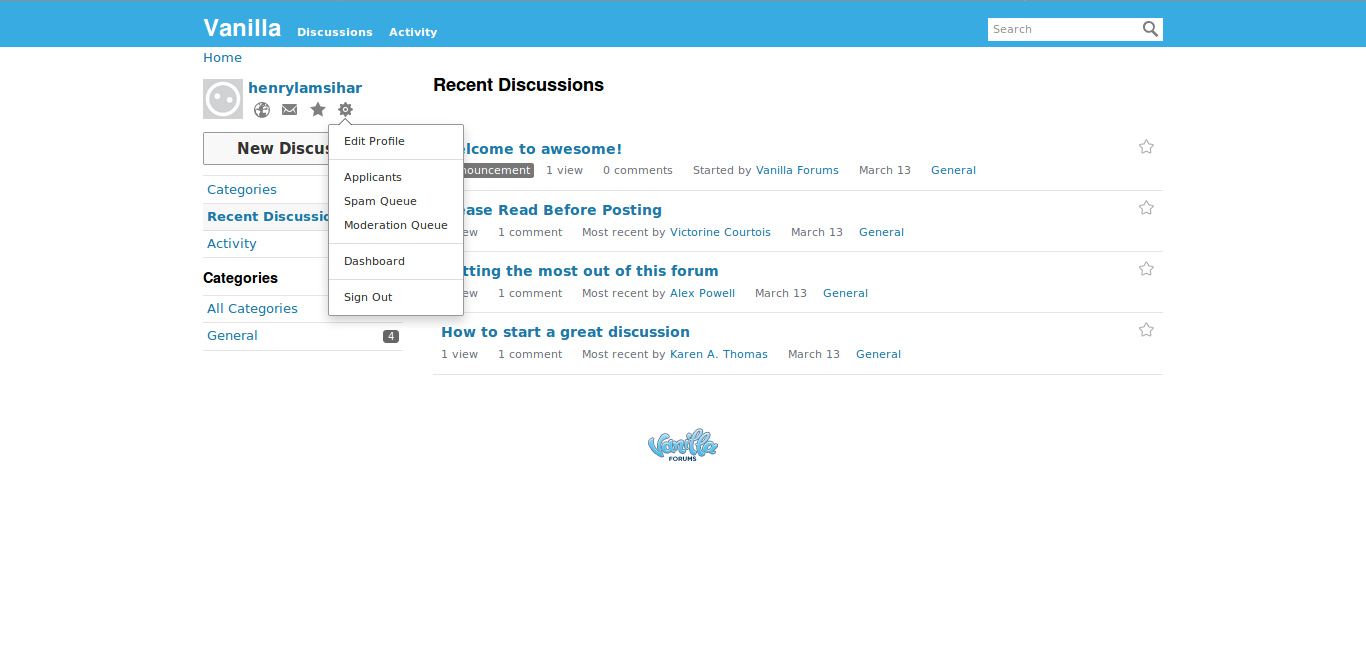 Vanilla Discussions Activity
Search
Home
henrylamsihar
Edit Profile
Applicants
Spam Queue
Moderation Queue
Dashboard
Sign Out
New Discus
Categories
Recent Discussio
Activity
Categories
All Categories
General 4
Recent Discussions
elcome to awesome!
nouncement 1 view 0 comments Started by Vanilla Forums March 13 General
ease Read Before Posting
ew 1 comment Most recent by Victorine Courtois March 13 General
tting the most out of this forum
ew 1 comment Most recent by Alex Powell March 13 General
How to start a great discussion
1 view 1 comment Most recent by Karen A. Thomas March 13 General
Vanilla
FORUMS